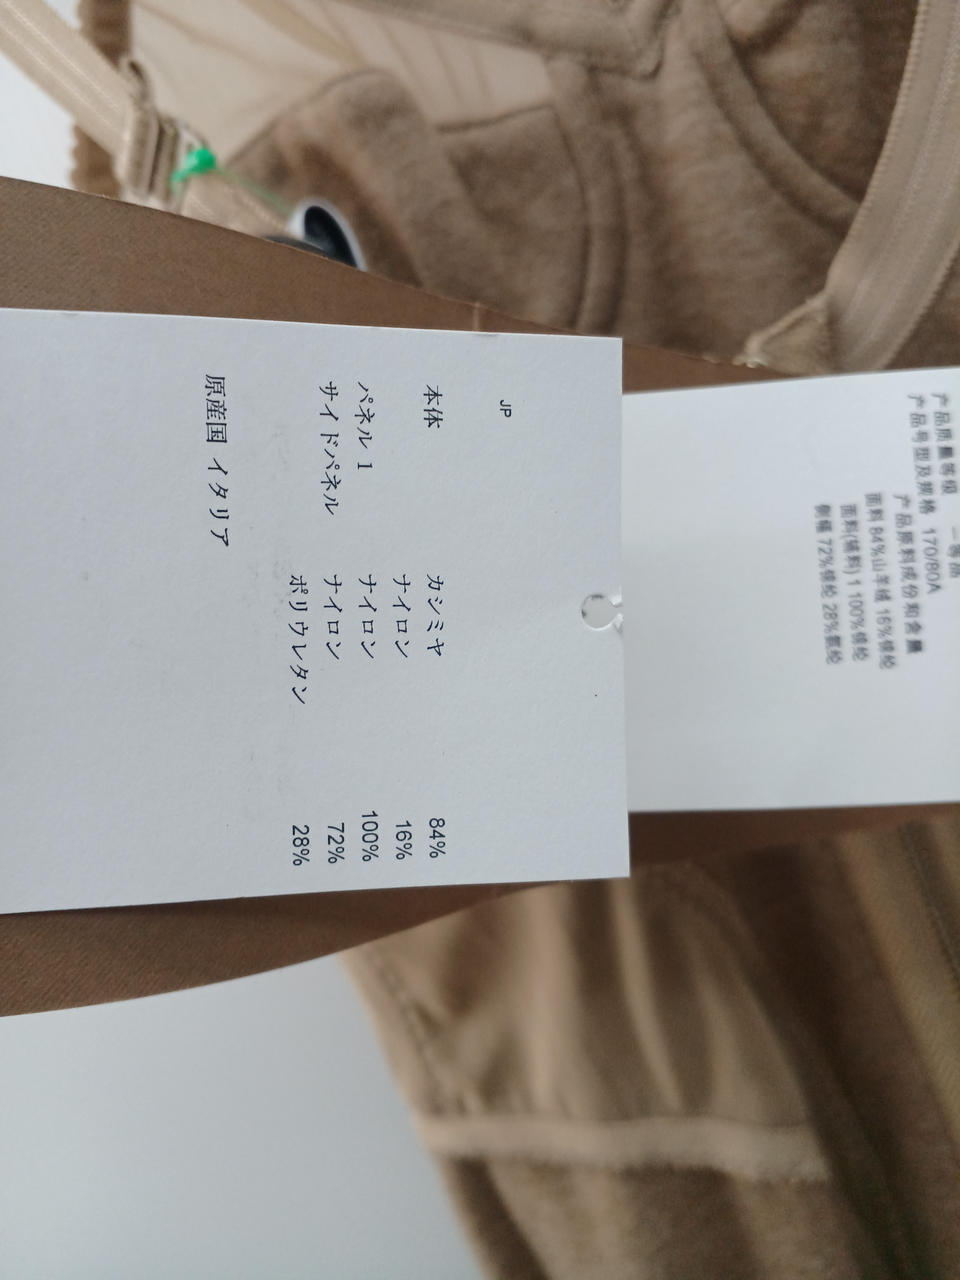 JP
本体 カシミヤ 84%
ナイロン 16%
パネル 1 ナイロン 100%
サイドパネル ナイロン 72%
ポリウレタン 28%
原産国 イタリア
产品质量等级 一等品
产品号型及规格 170/80A
产品原料成份和含量
面料 84%山羊绒 16%锦纶
面料(辅料) 1 100%锦纶
侧幅 72%锦纶 28%氨纶